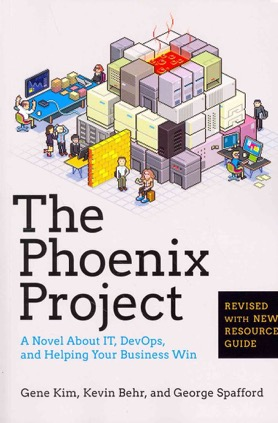 The
Phoenix
Project
A Novel About IT, DevOps,
and Helping Your Business Win
REVISED
WITH NEW
RESOURCE
GUIDE
Gene Kim, Kevin Behr, and George Spafford